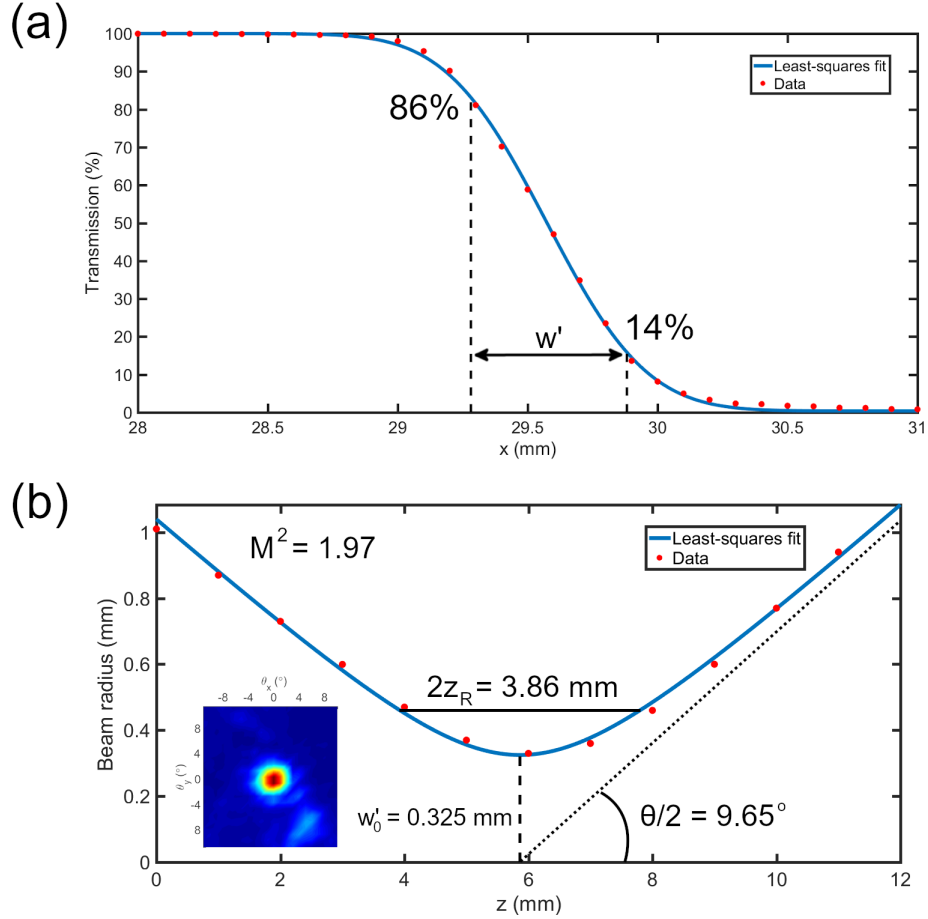 (a)
100
90
80
70
60
50
40
30
20
10
0
Transmission (%)
86%
14%
w'
Least-squares fit
Data
28
28.5
29
29.5
30
30.5
31
x (mm)
(b)
1
0.8
0.6
0.4
0.2
0
Beam radius (mm)
M² = 1.97
Least-squares fit
Data
2z_R = 3.86 mm
θ_x (°)
-8 -4 0 4 8
θ_y (°)
8
4
0
4
8
w'₀ = 0.325 mm
θ/2 = 9.65°
0
2
4
6
8
10
12
z (mm)